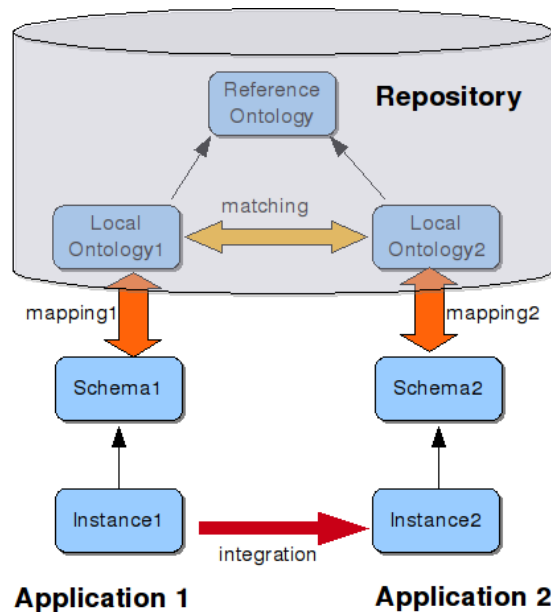 Reference
Ontology
Repository
Local
Ontology1
matching
Local
Ontology2
mapping1
mapping2
Schema1
Schema2
Instance1
integration
Instance2
Application 1
Application 2